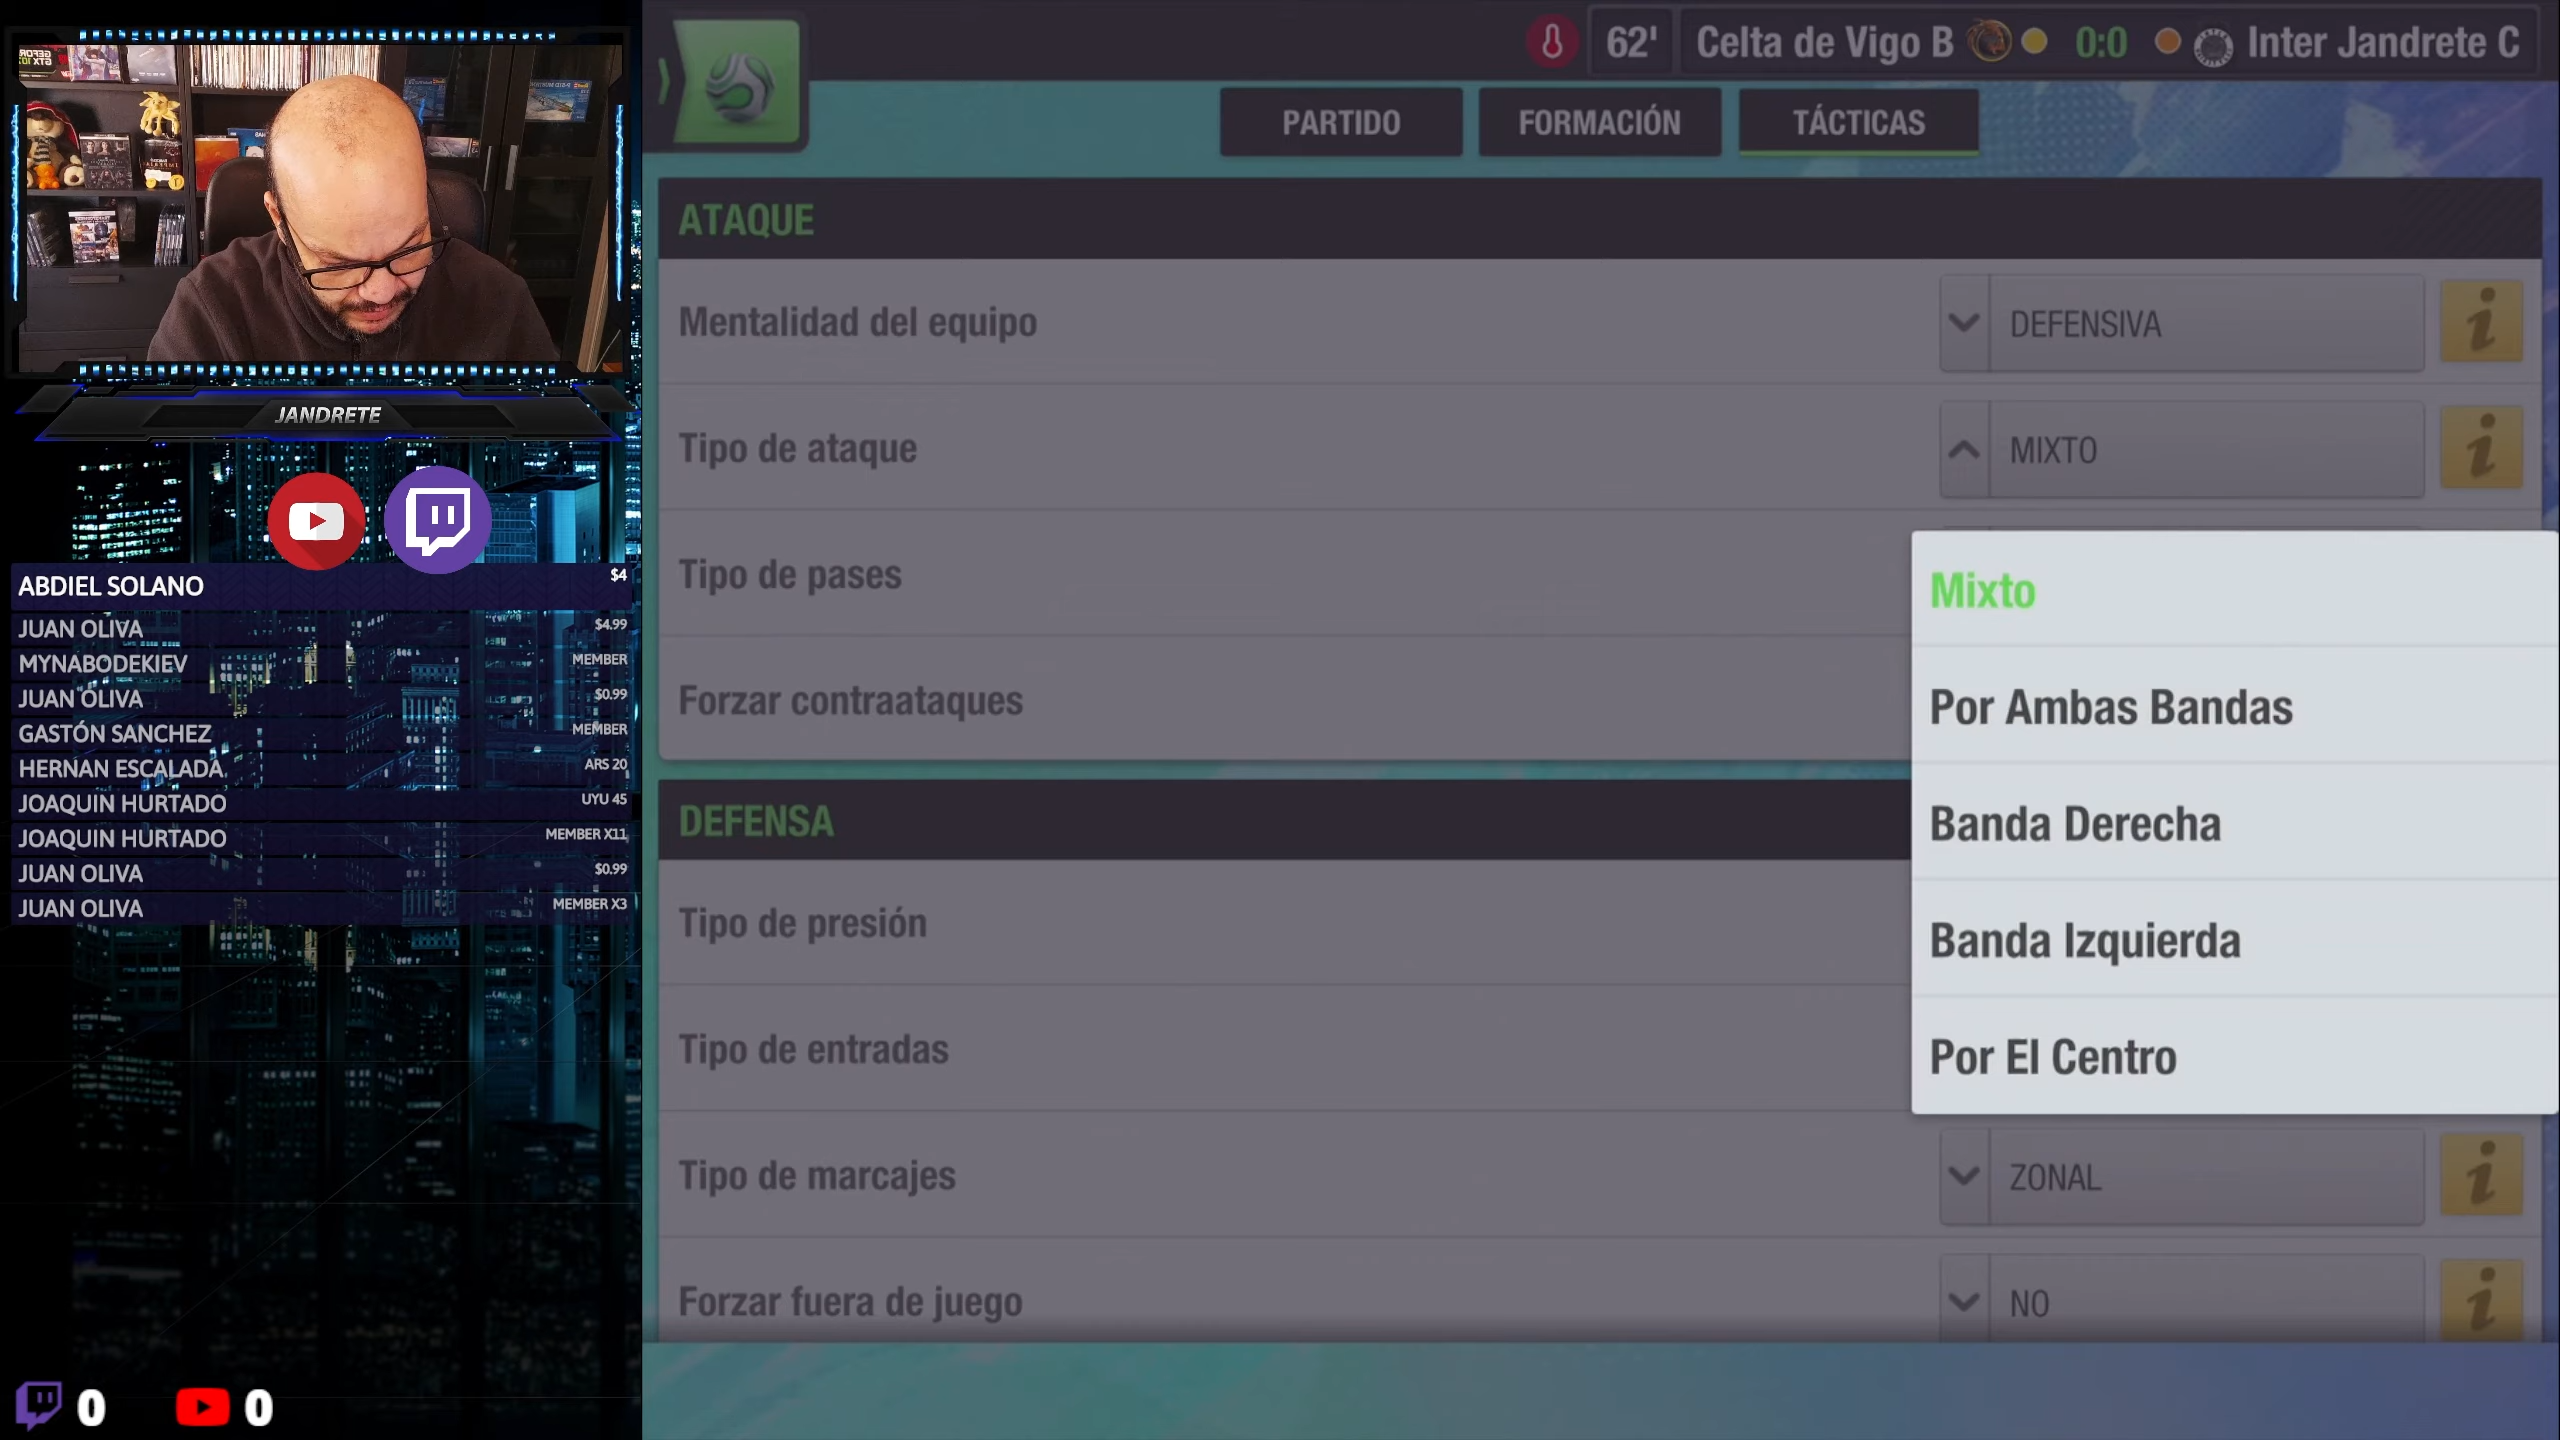 62'
Celta de Vigo B
0:0
Inter Jandrete C
PARTIDO
FORMACIÓN
TÁCTICAS
ATAQUE
Mentalidad del equipo
DEFENSIVA
Tipo de ataque
MIXTO
Tipo de pases
Forzar contraataques
Mixto
Por Ambas Bandas
Banda Derecha
Banda Izquierda
Por El Centro
DEFENSA
Tipo de presión
Tipo de entradas
Tipo de marcajes
ZONAL
Forzar fuera de juego
NO
JANDRETE
ABDIEL SOLANO $4
JUAN OLIVA $4.99
MYNABODEKIEV MEMBER
JUAN OLIVA $0.99
GASTÓN SANCHEZ MEMBER
HERNAN ESCALADA ARS 20
JOAQUIN HURTADO UYU 45
JOAQUIN HURTADO MEMBER X11
JUAN OLIVA $0.99
JUAN OLIVA MEMBER X3
0
0